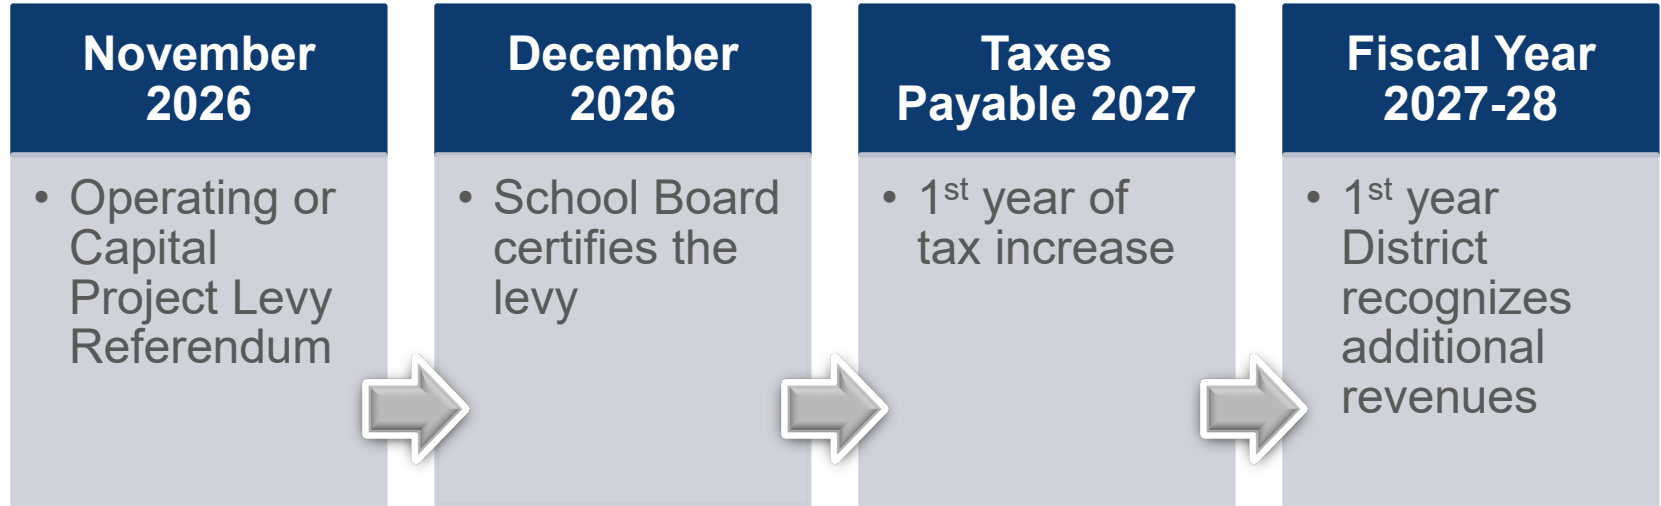 November
2026
• Operating or
Capital
Project Levy
Referendum
December
2026
• School Board
certifies the
levy
Taxes
Payable 2027
• 1st year of
tax increase
Fiscal Year
2027-28
• 1st year
District
recognizes
additional
revenues